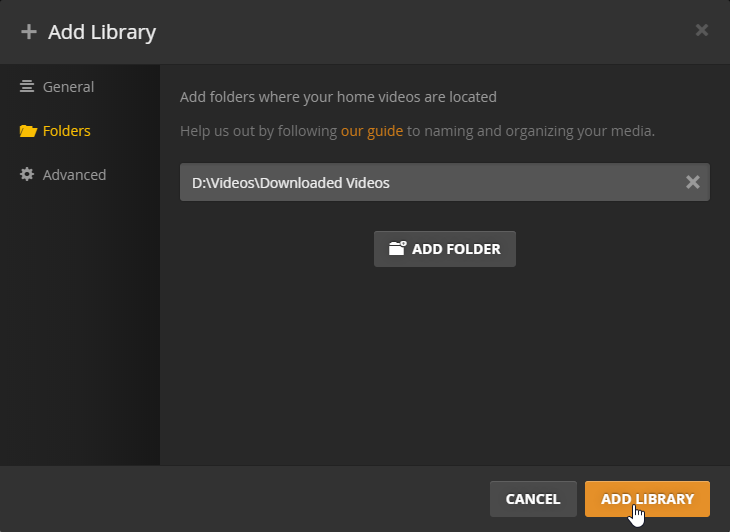 Add Library
General
Folders
Advanced
Add folders where your home videos are located
Help us out by following our guide to naming and organizing your media.
D:\Videos\Downloaded Videos
ADD FOLDER
CANCEL
ADD LIBRARY